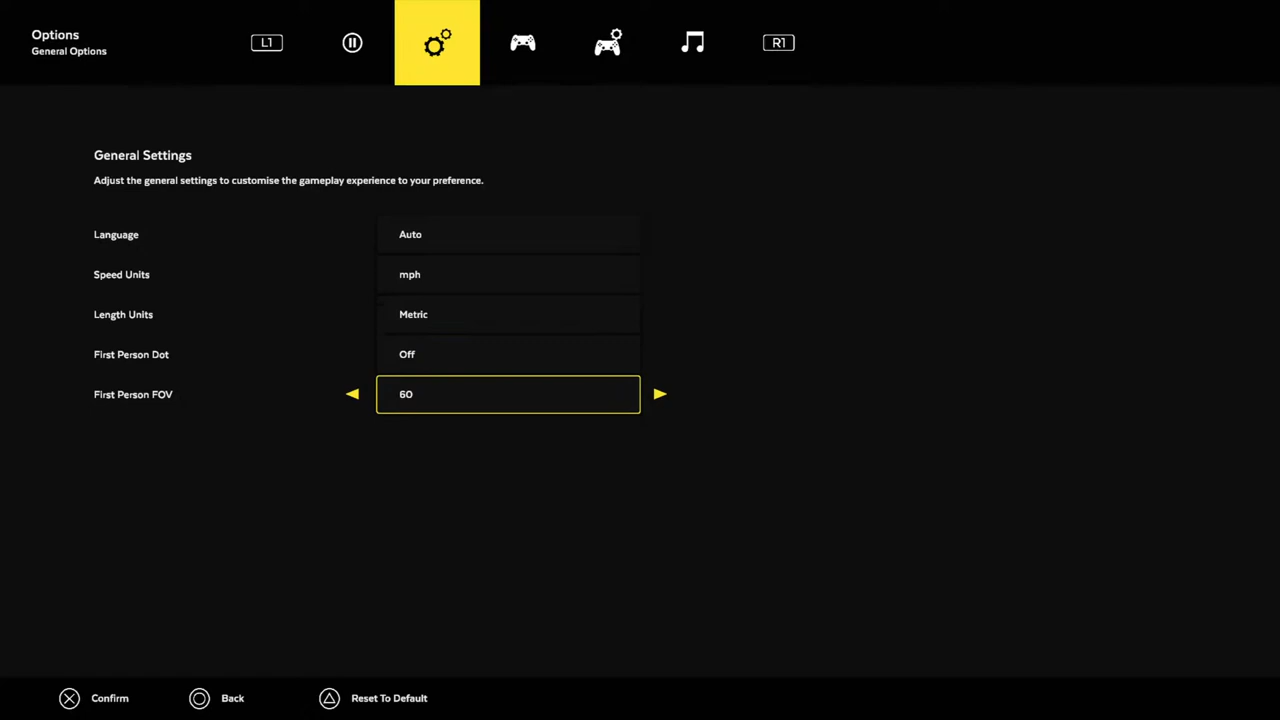 Options
General Options
L1
R1
General Settings
Adjust the general settings to customise the gameplay experience to your preference.
Language Auto
Speed Units mph
Length Units Metric
First Person Dot Off
First Person FOV 60
Confirm Back Reset To Default